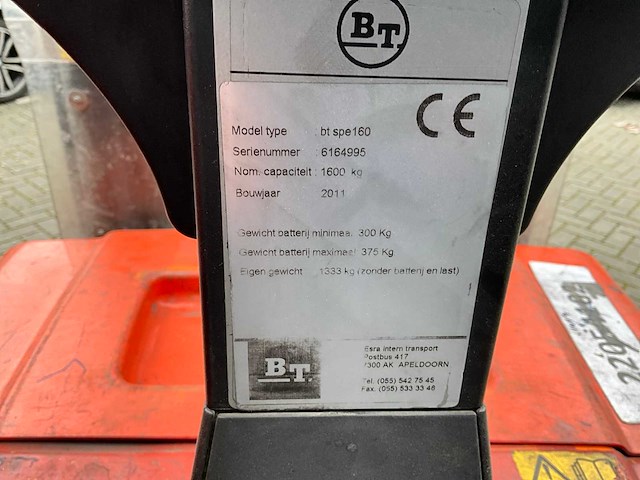 BT
CE
Model type : bt spe160
Serienummer : 6164995
Nom. capaciteit : 1600 kg
Bouwjaar 2011
Gewicht batterij minimaal 300 Kg
Gewicht batterij maximaal 375 Kg
Eigen gewicht : 1333 kg (zonder batterij en last)
BT.
Esra intern transport
Postbus 417
7300 AK APELDOORN
Tel. (055) 542 75 45
Fax. (055) 533 33 48